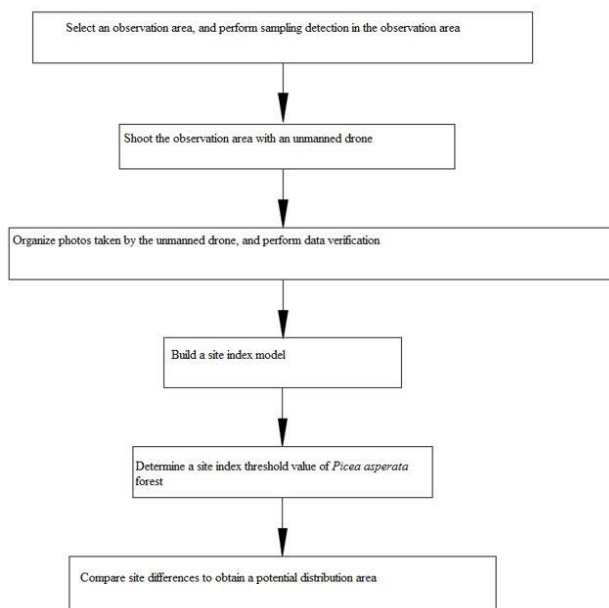 Select an observation area, and perform sampling detection in the observation area
Shoot the observation area with an unmanned drone
Organize photos taken by the unmanned drone, and perform data verification
Build a site index model
Determine a site index threshold value of Picea asperata
forest
Compare site differences to obtain a potential distribution area